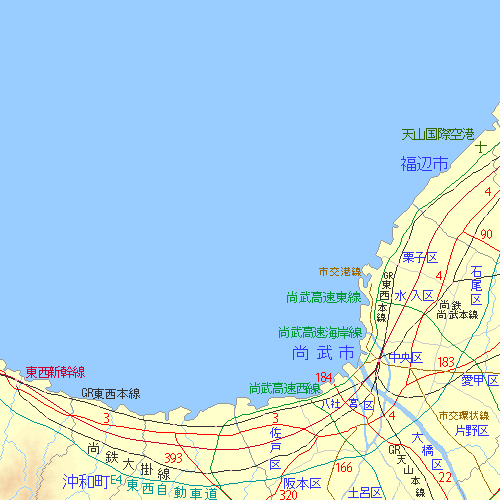 天山国際空港
福辺市
4
90
栗子区
石尾区
市交港線
GR東西本線
4
水入区
尚武高速東線
尚鉄
尚武本線
尚武高速海岸線
尚武市
中央区
183
東西新幹線
184
愛甲区
尚武高速西線
GR東西本線
八社
宮区
市交環状線
3
3
4
片野区
佐戸区
大橋区
尚鉄大掛線
393
GR天山本線
166
22
沖和町
E4
東西自動車道
阪本区
320
土呂区